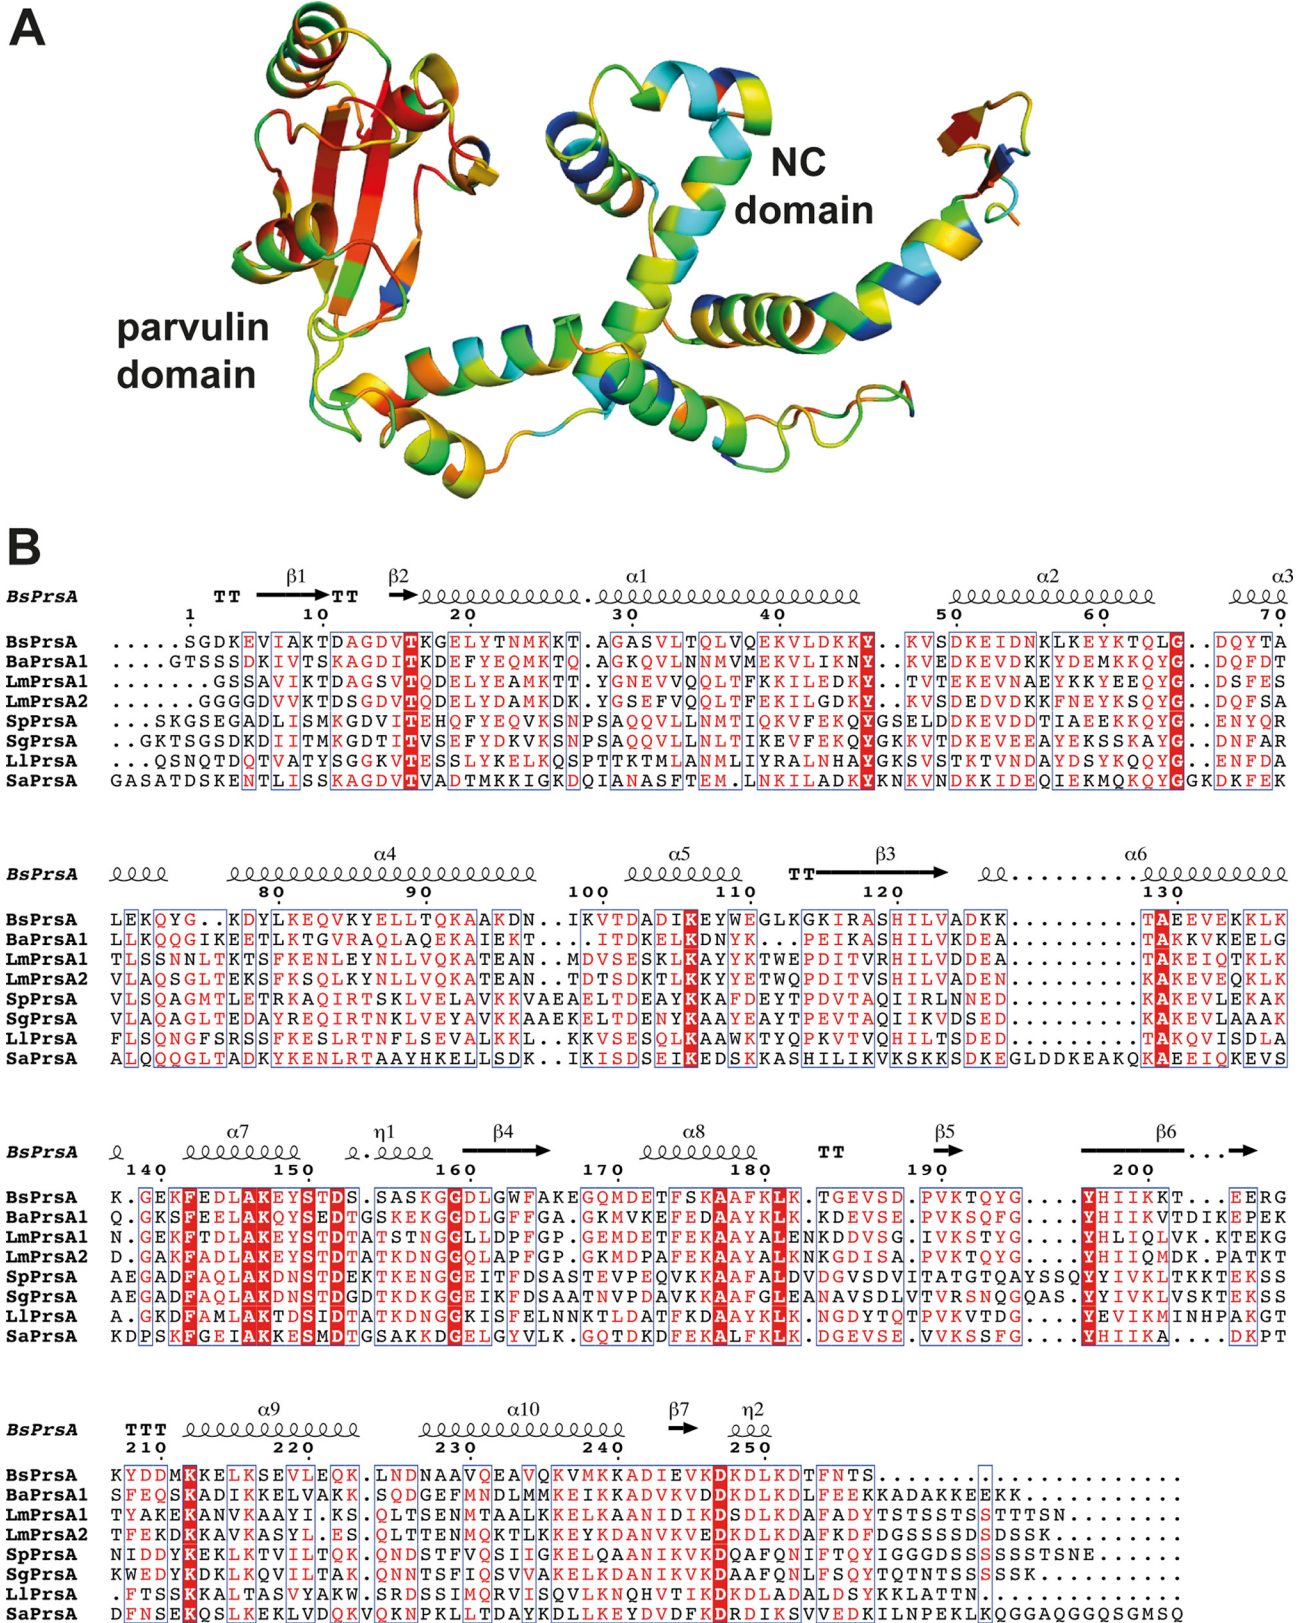 A
NC
domain
parvulin
domain
B
β1 β2 α1 α2 α3
BsPrsA TT TT
1 10 20 30 40 50 60 70
BsPrsA .....SGDKEVIAKTDAGDVTKGELYTNMKKT.AGASVLTQLVQEKVLDKKY..KVSDKEIDNKLKEYKTQLG..DQYTA
BaPrsA1 ....GTSSSDKIVTSKAGDITKDEFYEQMKTQ.AGKQVLNNMVMEKVLIKNY..KVEDKEVDKKYDEMKKQYG..DQFDT
LmPrsA1 .......GSSAVIKTDAGSVTQDELYEAMKTT.YGNEVVQQLTFKKILEDKY..TVTEKEVNAEYKKYEEQYG..DSFES
LmPrsA2 ......GGGGDVVKTDSGDVTQDELYDAMKDK.YGSEFVQQLTFEKILGDKY..KVSDEDVDKKFNEYKSQYG..DQFSA
SpPrsA ...SKGSEGADLISMKGDVITEHQFYEQVKSNPSAQQVLLNMTIQKVFEKQYGSELDDKEVDDTIAEEKKQYG..ENYQR
SgPrsA ..GKTSGSDKDIITMKGDTITVSEFYDKVKSNPSAQQVLLNLTIKEVFEKQYGKKVTDKEVEEAYEKSSKAYG..DNFAR
LlPrsA ...QSNQTDQTVATYSGGKVTESSLYKELKQSPTTKTMLANMLIYRALNHAYGKSVSTKTVNDAYDSYKQQYG..ENFDA
SaPrsA GASATDSKENTLISSKAGDVTVADTMKKIGKDQIANASFTEM.LNKILADKYKNKVNDKKIDEQIEKMQKQYGGKDKFEK
α4 α5 β3 α6
BsPrsA TT
80 90 100 110 120 130
BsPrsA LEKQYG..KDYLKEQVKYELLTQKAAKDN..IKVTDADIKEYWEGLKGKIRASHILVADKK.........TAEEVEKKLK
BaPrsA1 LLKQQGIKEETLKTGVRAQLAQEKAIEKT....ITDKELKDNYK...PEIKASHILVKDEA.........TAKKVKEELG
LmPrsA1 TLSSNNLTKTSFKENLEYNLLVQKATEAN..MDVSESKLKAYYKTWEPDITVRHILVDDEA.........TAKEIQTKLK
LmPrsA2 VLAQSGLTKESFKSQLKYNLLVQKATEAN..TDTSDKTLKKYYETWQPDITVSHILVADEN.........KAKEVEQKLK
SpPrsA VLSQAGMTLETRKAQIRTSKLVELAVKKVAEAELTDEAYKKAFDEYTPDVTAQIIRLNNED.........KAKEVLEKAK
SgPrsA VLAQAGLTEDAYREQIRTNKLVEYAVKKAAEKELTDENYKAAYEAYTPEVTAQIIKVDSED.........KAKEVLAAAK
LlPrsA FLSQNGFSRSSFKESLRTNFLSEVALKKL..KKVSESQLKAAWKTYQPKVTVQHILTSDED.........TAKQVISDLA
SaPrsA ALQQQGLTADKYKENLRTAAYHKELLSDK..IKISDSEIKEDSKKASHILIKVKSKKSDKEGLDDKEAKQKAEEIQKEVS
α7 η1 β4 α8 β5 β6
BsPrsA TT
140 150 160 170 180 190 200
BsPrsA K.GEKFEDLAKEYSTDS.SASKGGDLGWFAKEGQMDETFSKAAFKLK.TGEVSD.PVKTQYG....YHIIKKT...EERG
BaPrsA1 Q.GKSFEELAKQYSEDTGSKEKGGDLGFFGA.GKMVKEFEDAAYKLK.KDEVSE.PVKSQFG....YHIIKVTDIKEPEK
LmPrsA1 N.GEKFTDLAKEYSTDTATSTNGGLLDPFGP.GEMDETFEKAAYALENKDDVSG.IVKSTYG....YHLIQLVK.KTEKG
LmPrsA2 D.GAKFADLAKEYSTDTATKDNGGQLAPFGP.GKMDPAFEKAAYALKNKGDISA.PVKTQYG....YHIIQMDK.PATKT
SpPrsA AEGADFAQLAKDNSTDEKTKENGGEITFDSASTEVPEQVKKAAFALDVDGVSDVITATGTQAYSSQYYIVKLTKKTEKSS
SgPrsA AEGADFAQLAKDNSTDGDTKENGGEIKFDSAATNVPDAVKKAAFGLEANAVSDLVTVRSNQGQAS.YYIVKLVSKTEKSS
LlPrsA A.GKDFAMLAKTDSIDTATKDNGGKISFELNNKTLDATFKDAAYKLK.NGDYTQTPVKVTDG....YEVIKMINHPAKGT
SaPrsA KDPSKFGEIAKKESMDTGSAKKDGELGYVLK.GQTDKDFEKALFKLK.DGEVSE.VVKSSFG....YHIIKA....DKPT
α9 α10 β7 η2
BsPrsA TTT
210 220 230 240 250
BsPrsA KYDDMKKELKSEVLEQK.LNDNAAVQEAVQKVMKKADIEVKDKDLKDTFNTS.....................
BaPrsA1 SFEQSKADIKKELVAKK.SQDGEFMNDLMMKEIKKADVKVDDKDLKDLFEEKKADAKKEEKK...........
LmPrsA1 TYAKEKANVKAAYI.KS.QLTSENMTAALKKELKAANIDIKDSDLKDAFADYTSTSSTSSTTTSN........
LmPrsA2 TFEKDKKAVKASYL.ES.QLTTENMQKTLKKEYKDANVKVEDKDLKDAFKDFDGSSSSDSDSSK.........
SpPrsA NIDDYKEKLKTVILTQK.QNDSTFVQSIIGKELQAANIKVKDQAFQNIFTQYIGGGDSSSSSSSTSNE......
SgPrsA KWEDYKDKLKQVILTAK.QNNTSFIQSVVAKELKAANIKVKDAAFQNLFSQYTQTNTSSSSSK..........
LlPrsA .FTSSKKALTASVYAKW.SRDSSIMQRVISQVLKNQHVTIKDKDLADALDSYKKLATTN..............
SaPrsA DFNSEKQSLKEKLVDQKVQKNPKLLTDAYKDLLKEYDVDFKDRDIKSVVEDKILNPEKLKQGGAQGGQSGMSQ